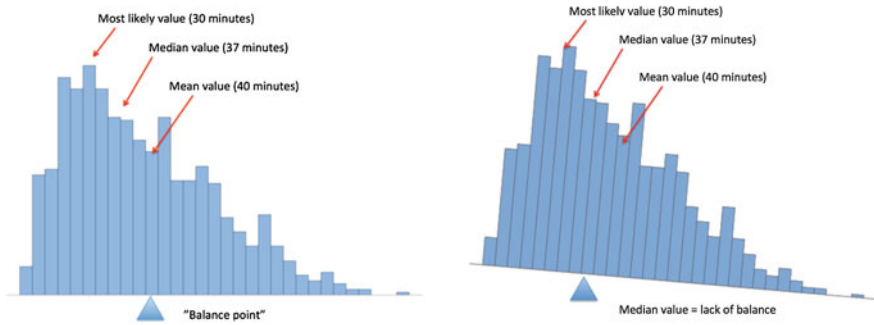 Most likely value (30 minutes)
Median value (37 minutes)
Mean value (40 minutes)
"Balance point"
Most likely value (30 minutes)
Median value (37 minutes)
Mean value (40 minutes)
Median value = lack of balance